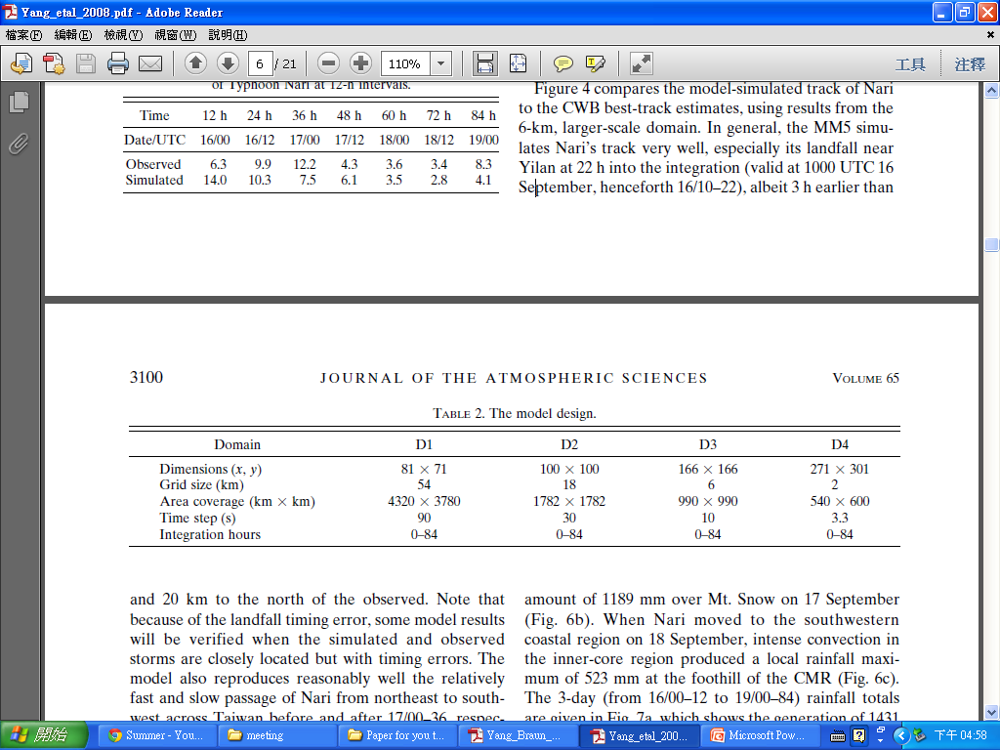 Yang_etal_2008.pdf - Adobe Reader
檔案(F) 編輯(E) 檢視(V) 視窗(W) 說明(H)
6 / 21 110% 工具 注釋
of Typhoon Nari at 12-h intervals.
Time 12 h 24 h 36 h 48 h 60 h 72 h 84 h
Date/UTC 16/00 16/12 17/00 17/12 18/00 18/12 19/00
Observed 6.3 9.9 12.2 4.3 3.6 3.4 8.3
Simulated 14.0 10.3 7.5 6.1 3.5 2.8 4.1
Figure 4 compares the model-simulated track of Nari
to the CWB best-track estimates, using results from the
6-km, larger-scale domain. In general, the MM5 simu-
lates Nari's track very well, especially its landfall near
Yilan at 22 h into the integration (valid at 1000 UTC 16
September, henceforth 16/10–22), albeit 3 h earlier than
3100 JOURNAL OF THE ATMOSPHERIC SCIENCES VOLUME 65
TABLE 2. The model design.
Domain D1 D2 D3 D4
Dimensions (x, y) 81 × 71 100 × 100 166 × 166 271 × 301
Grid size (km) 54 18 6 2
Area coverage (km × km) 4320 × 3780 1782 × 1782 990 × 990 540 × 600
Time step (s) 90 30 10 3.3
Integration hours 0–84 0–84 0–84 0–84
and 20 km to the north of the observed. Note that
because of the landfall timing error, some model results
will be verified when the simulated and observed
storms are closely located but with timing errors. The
model also reproduces reasonably well the relatively
fast and slow passage of Nari from northeast to south-
west across Taiwan before and after 17/00–36, respec-
amount of 1189 mm over Mt. Snow on 17 September
(Fig. 6b). When Nari moved to the southwestern
coastal region on 18 September, intense convection in
the inner-core region produced a local rainfall maxi-
mum of 523 mm at the foothill of the CMR (Fig. 6c).
The 3-day (from 16/00–12 to 19/00–84) rainfall totals
are given in Fig. 7a, which shows the generation of 1431
開始 Summer - You... meeting Paper for you t... Yang_Braun_... Yang_etal_200... Microsoft Pow... 下午 04:58